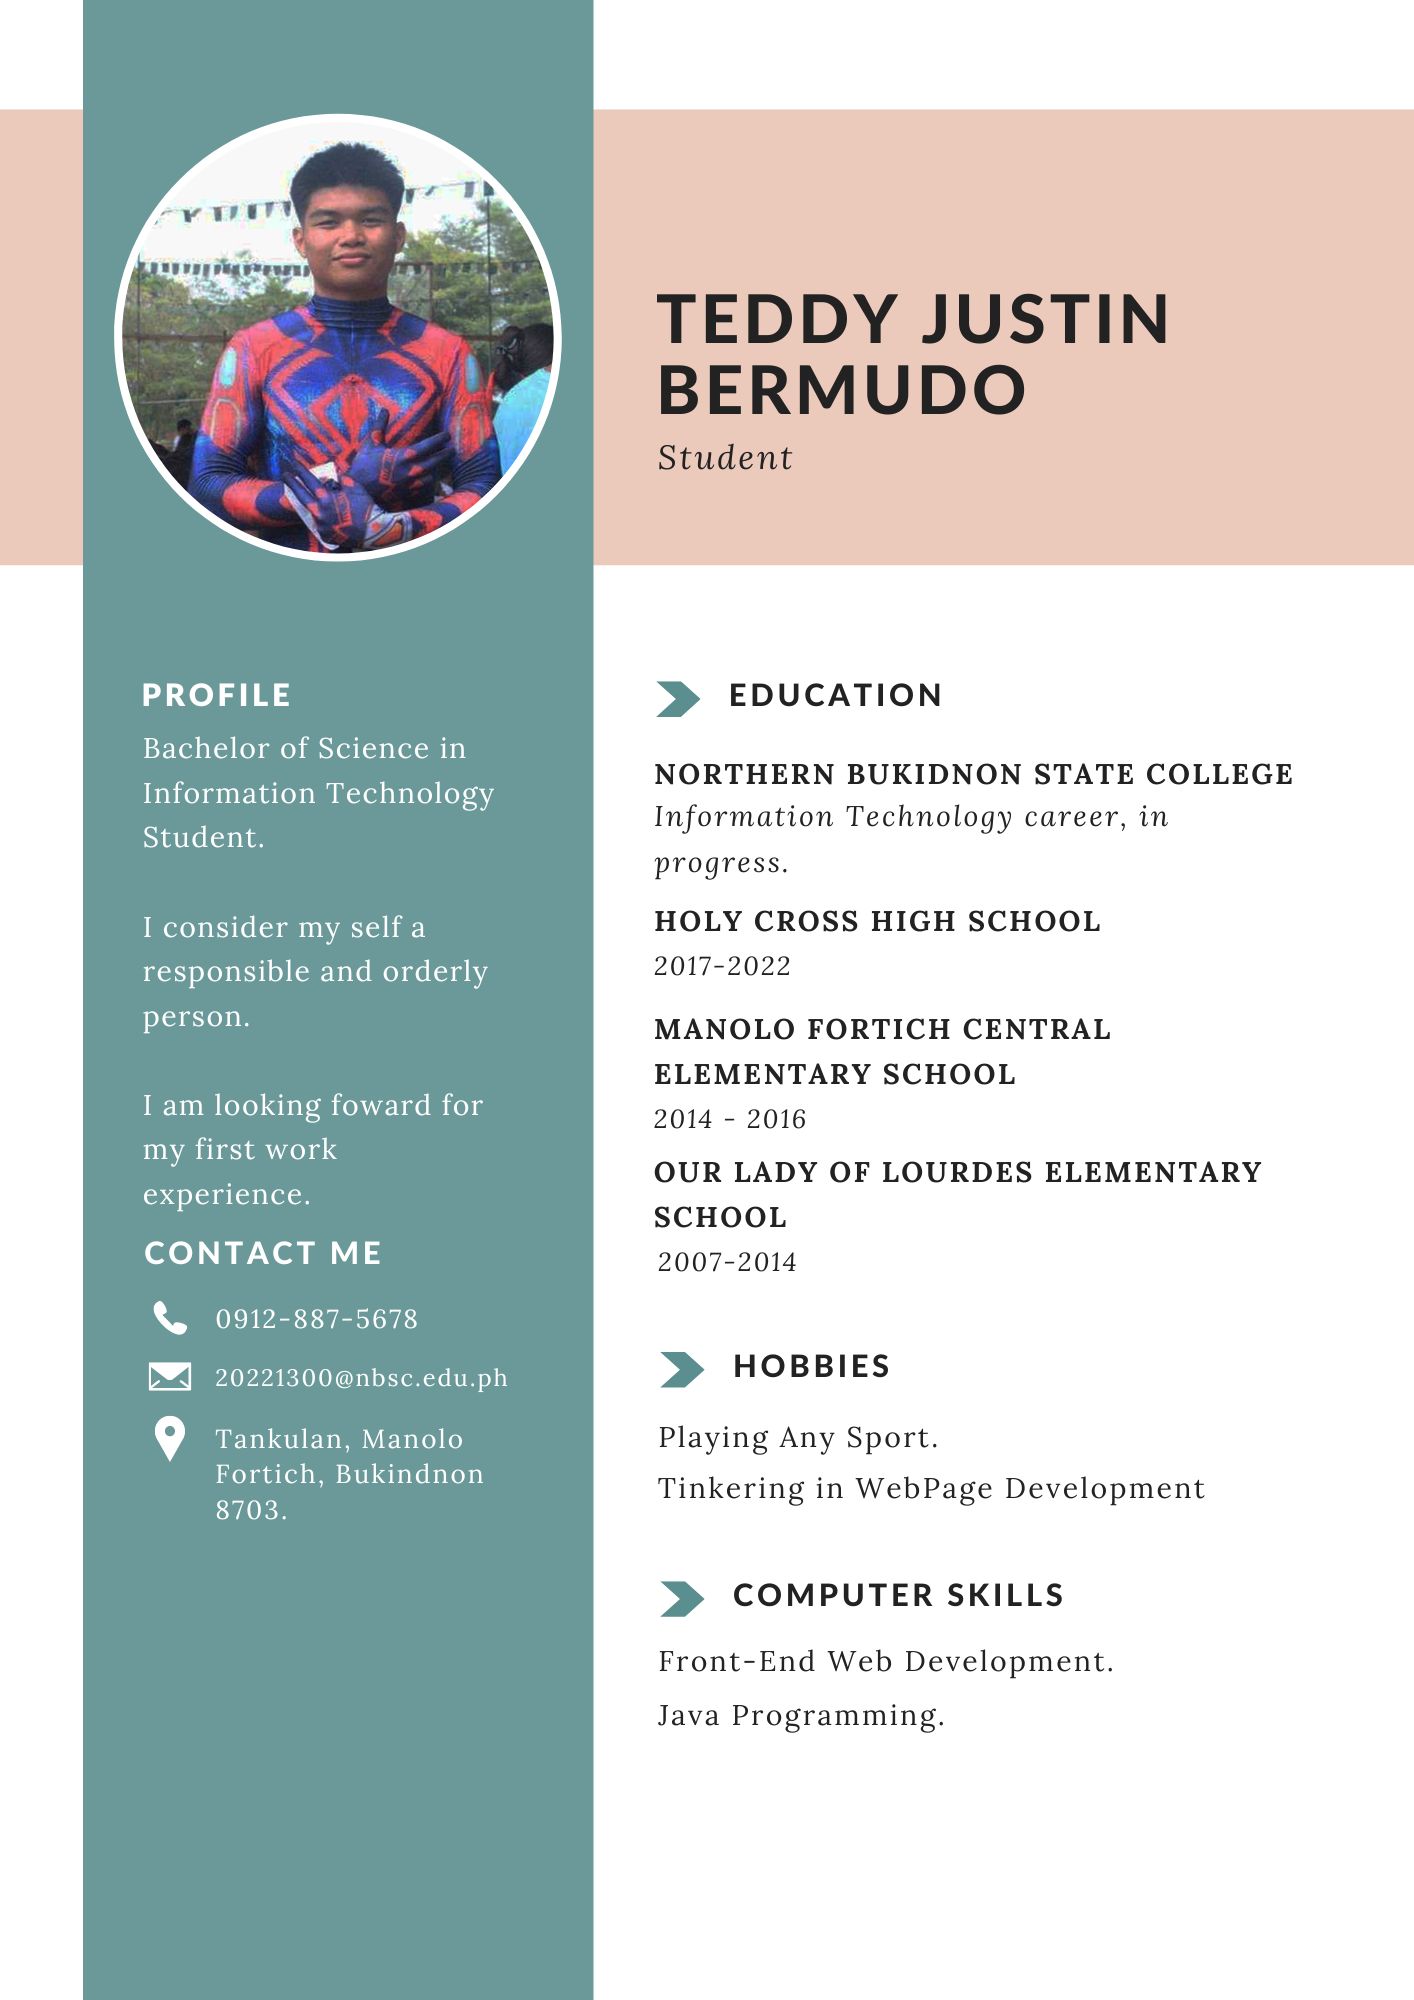 TEDDY JUSTIN
BERMUDO
Student
PROFILE
Bachelor of Science in
Information Technology
Student.
I consider my self a
responsible and orderly
person.
I am looking foward for
my first work
experience.
CONTACT ME
0912-887-5678
20221300@nbsc.edu.ph
Tankulan, Manolo
Fortich, Bukindnon
8703.
EDUCATION
NORTHERN BUKIDNON STATE COLLEGE
Information Technology career, in
progress.
HOLY CROSS HIGH SCHOOL
2017-2022
MANOLO FORTICH CENTRAL
ELEMENTARY SCHOOL
2014 - 2016
OUR LADY OF LOURDES ELEMENTARY
SCHOOL
2007-2014
HOBBIES
Playing Any Sport.
Tinkering in WebPage Development
COMPUTER SKILLS
Front-End Web Development.
Java Programming.